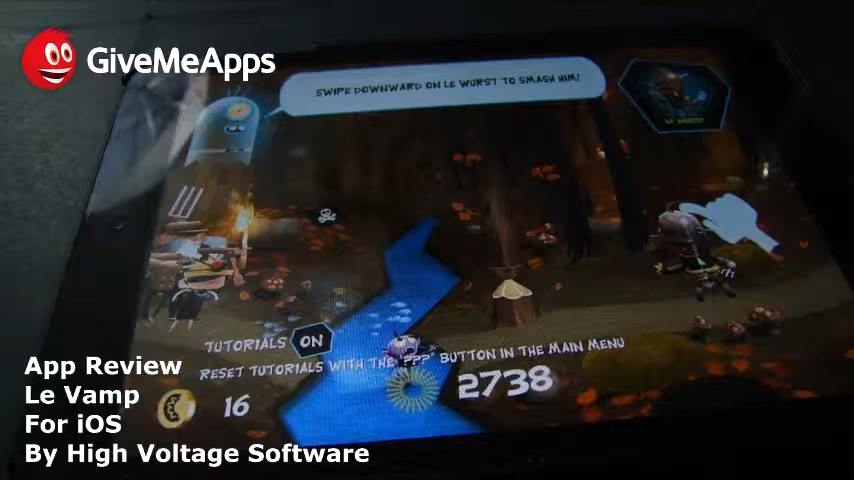 GiveMeApps
SWIPE DOWNWARD ON LE WURST TO SMASH HIM!
TUTORIALS ON
RESET TUTORIALS WITH THE "???" BUTTON IN THE MAIN MENU
16
2738
App Review
Le Vamp
For iOS
By High Voltage Software